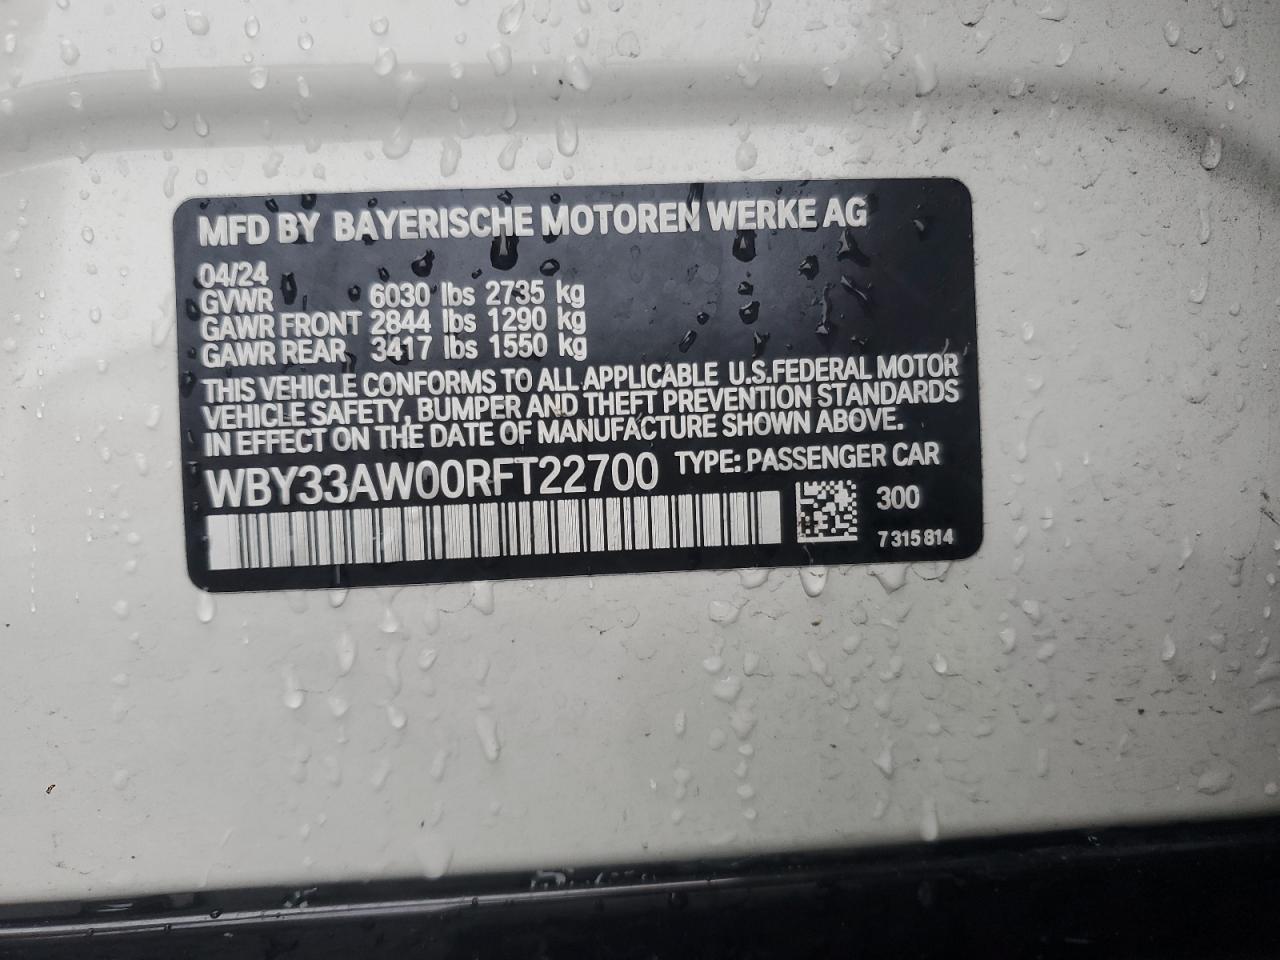 MFD BY BAYERISCHE MOTOREN WERKE AG
04/24
GVWR 6030 lbs 2735 kg
GAWR FRONT 2844 lbs 1290 kg
GAWR REAR 3417 lbs 1550 kg
THIS VEHICLE CONFORMS TO ALL APPLICABLE U.S.FEDERAL MOTOR
VEHICLE SAFETY, BUMPER AND THEFT PREVENTION STANDARDS
IN EFFECT ON THE DATE OF MANUFACTURE SHOWN ABOVE.
WBY33AW00RFT22700 TYPE: PASSENGER CAR
300
7 315 814